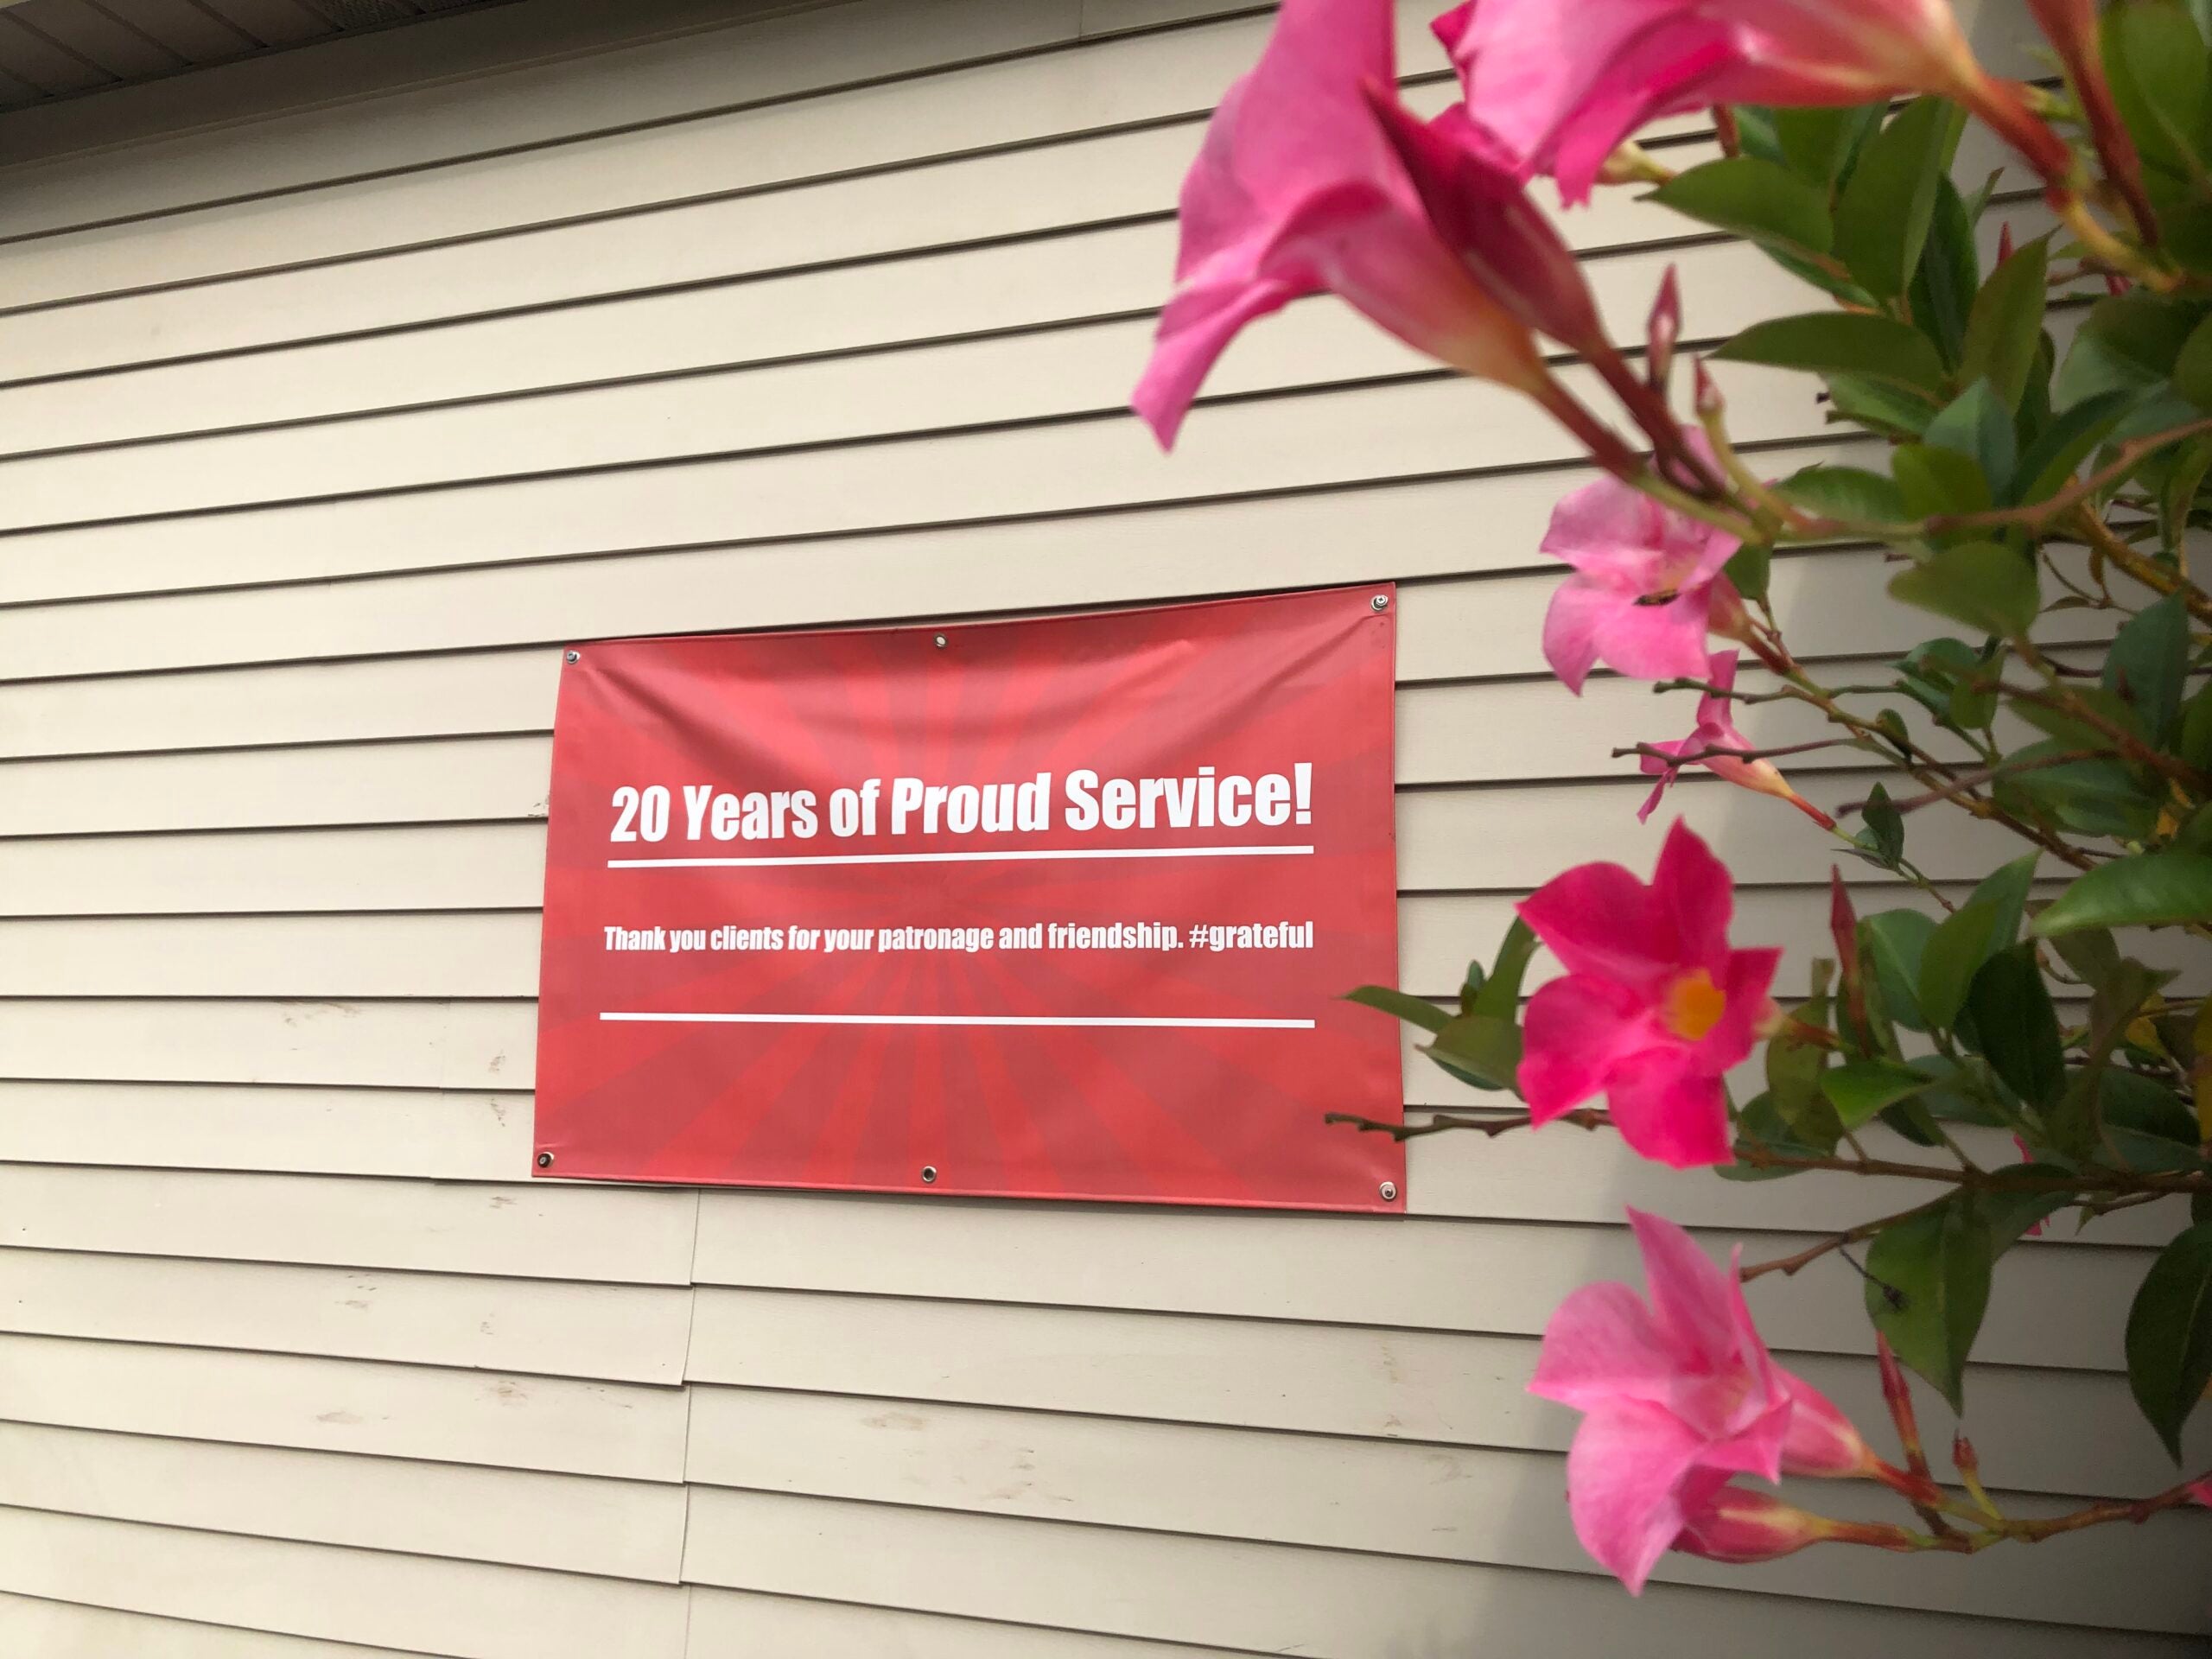 20 Years of Proud Service!
Thank you clients for your patronage and friendship. #grateful